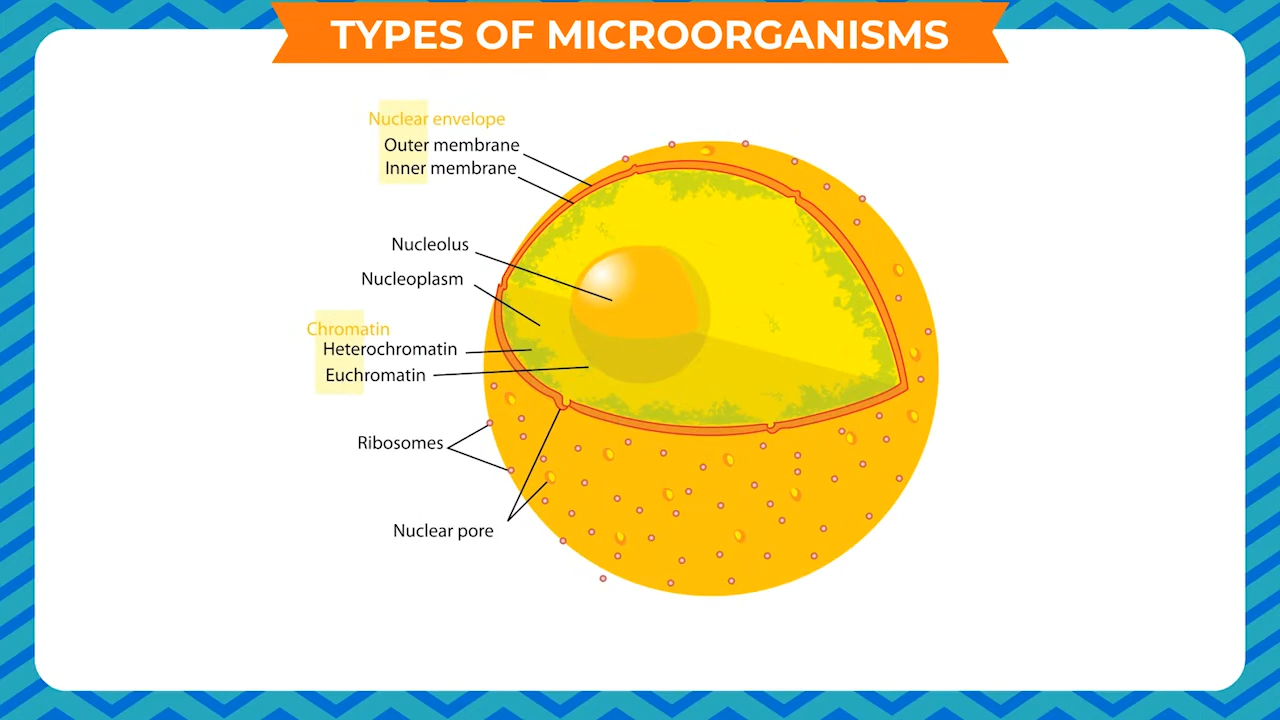 TYPES OF MICROORGANISMS
Nuclear envelope
Outer membrane
Inner membrane
Nucleolus
Nucleoplasm
Chromatin
Heterochromatin
Euchromatin
Ribosomes
Nuclear pore